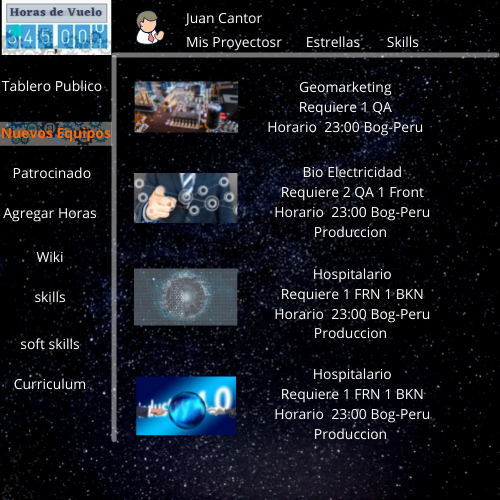 Horas de Vuelo
Juan Cantor
Mis Proyectosr Estrellas Skills
Tablero Publico
Nuevos Equipos
Patrocinado
Agregar Horas
Wiki
skills
soft skills
Curriculum
Geomarketing
Requiere 1 QA
Horario 23:00 Bog-Peru
Bio Electricidad
Requiere 2 QA 1 Front
Horario 23:00 Bog-Peru
Produccion
Hospitalario
Requiere 1 FRN 1 BKN
Horario 23:00 Bog-Peru
Produccion
Hospitalario
Requiere 1 FRN 1 BKN
Horario 23:00 Bog-Peru
Produccion